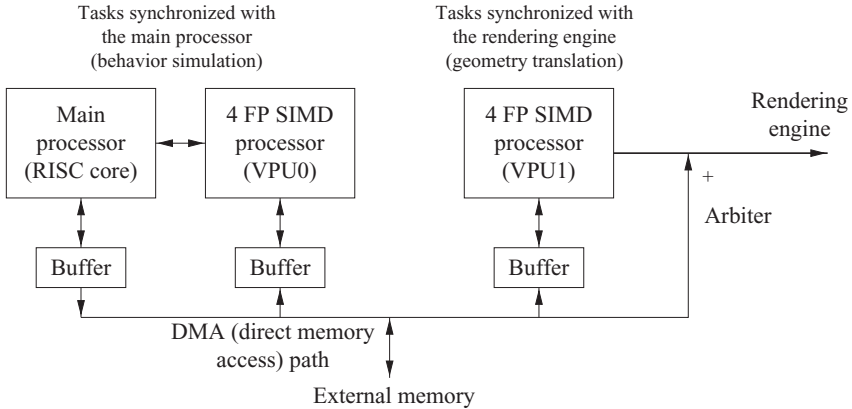 Tasks synchronized with
the main processor
(behavior simulation)
Tasks synchronized with
the rendering engine
(geometry translation)
Main
processor
(RISC core)
4 FP SIMD
processor
(VPU0)
4 FP SIMD
processor
(VPU1)
Rendering
engine
+
Arbiter
Buffer
Buffer
Buffer
DMA (direct memory
access) path
External memory